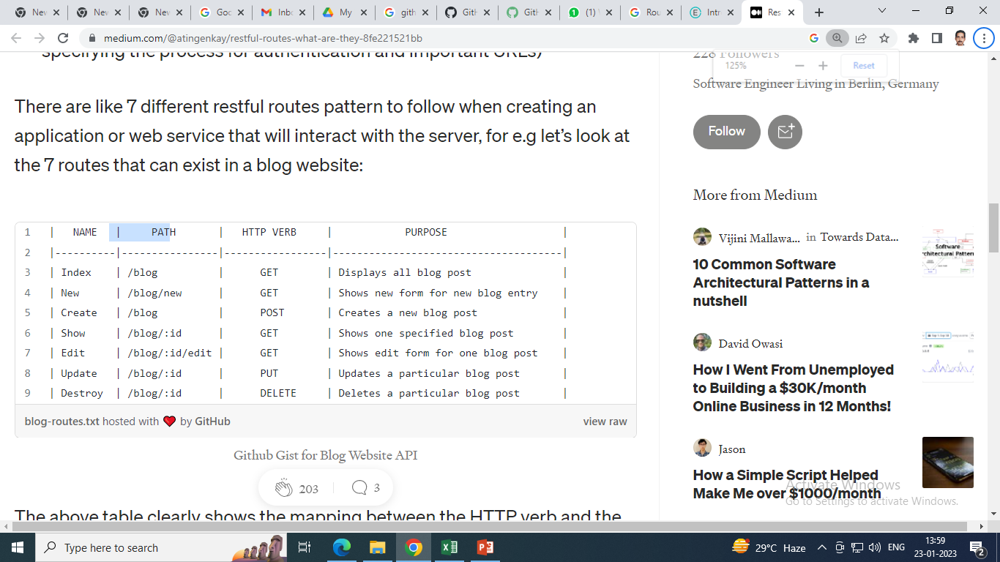 New
New
New
Goo
Inbo
My
gith
GitH
GitH
(1)
Rou
Intr
Res
medium.com/@atingenkay/restful-routes-what-are-they-8fe221521bb
specifying the process for authentication and important URLs)
228 Followers
125%
Reset
Software Engineer Living in Berlin, Germany
There are like 7 different restful routes pattern to follow when creating an
application or web service that will interact with the server, for e.g let's look at
the 7 routes that can exist in a blog website:
Follow
More from Medium
1 | NAME | PATH | HTTP VERB | PURPOSE |
2 |----------|----------------|-----------------|--------------------------------------|
3 | Index | /blog | GET | Displays all blog post |
4 | New | /blog/new | GET | Shows new form for new blog entry |
5 | Create | /blog | POST | Creates a new blog post |
6 | Show | /blog/:id | GET | Shows one specified blog post |
7 | Edit | /blog/:id/edit | GET | Shows edit form for one blog post |
8 | Update | /blog/:id | PUT | Updates a particular blog post |
9 | Destroy | /blog/:id | DELETE | Deletes a particular blog post |
blog-routes.txt hosted with ❤ by GitHub
view raw
Github Gist for Blog Website API
203
3
The above table clearly shows the mapping between the HTTP verb and the
Vijini Mallawa... in Towards Data...
10 Common Software
Architectural Patterns in a
nutshell
Software
rchitectural Pattern
David Owasi
How I Went From Unemployed
to Building a $30K/month
Online Business in 12 Months!
Jason
How a Simple Script Helped
Make Me over $1000/month
Activate Windows
Go to Settings to activate Windows.
Type here to search
29°C Haze
ENG
13:59
23-01-2023
2